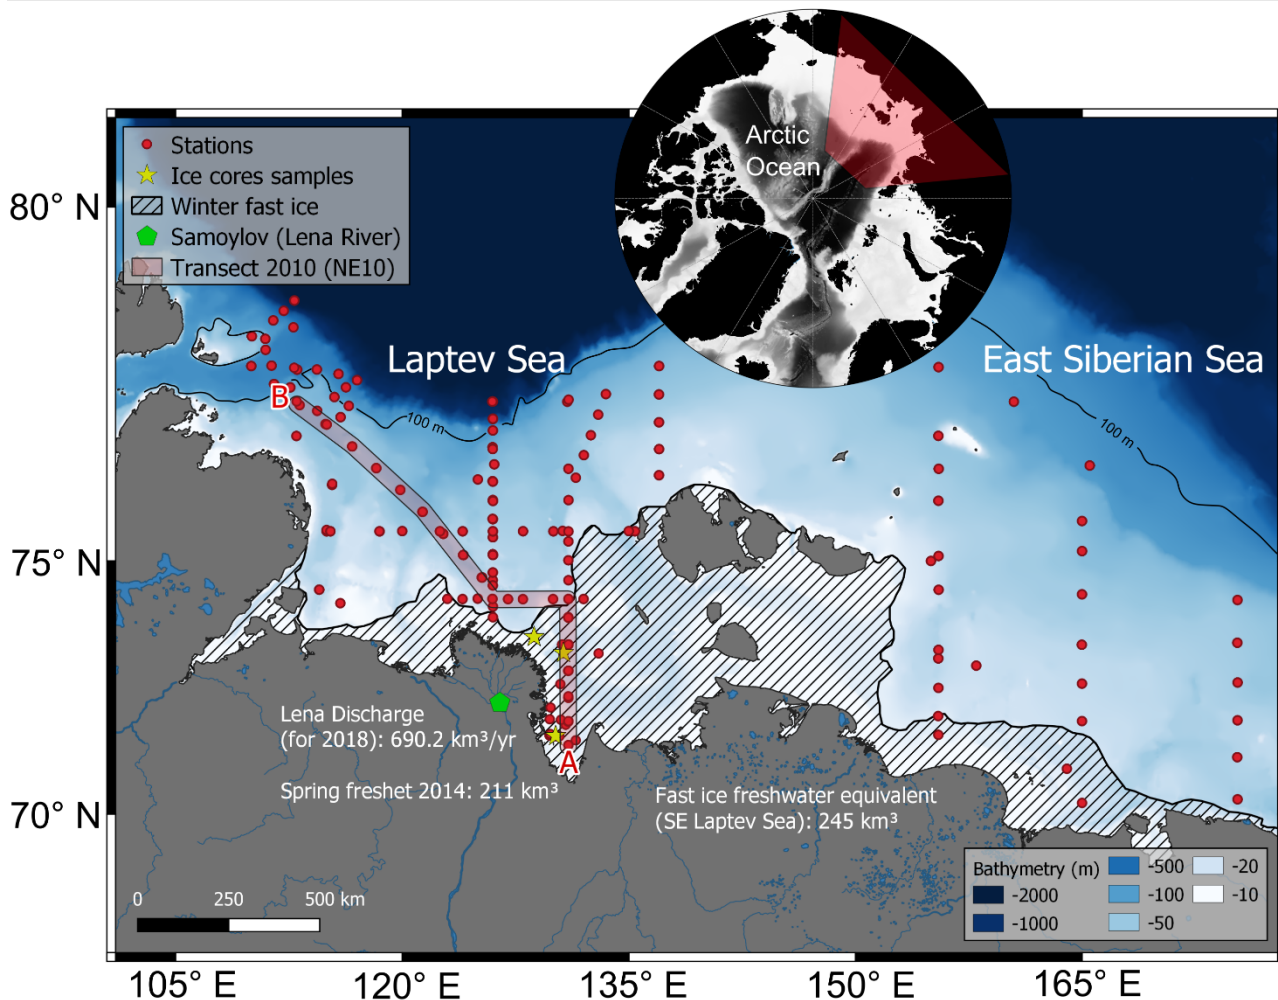 Arctic
Ocean
Stations
Ice cores samples
Winter fast ice
Samoylov (Lena River)
Transect 2010 (NE10)
80° N
75° N
70° N
Laptev Sea
East Siberian Sea
B
100 m
100 m
A
Lena Discharge
(for 2018): 690.2 km³/yr
Spring freshet 2014: 211 km³
Fast ice freshwater equivalent
(SE Laptev Sea): 245 km³
0 250 500 km
Bathymetry (m)
-2000
-1000
-500
-100
-50
-20
-10
105° E 120° E 135° E 150° E 165° E